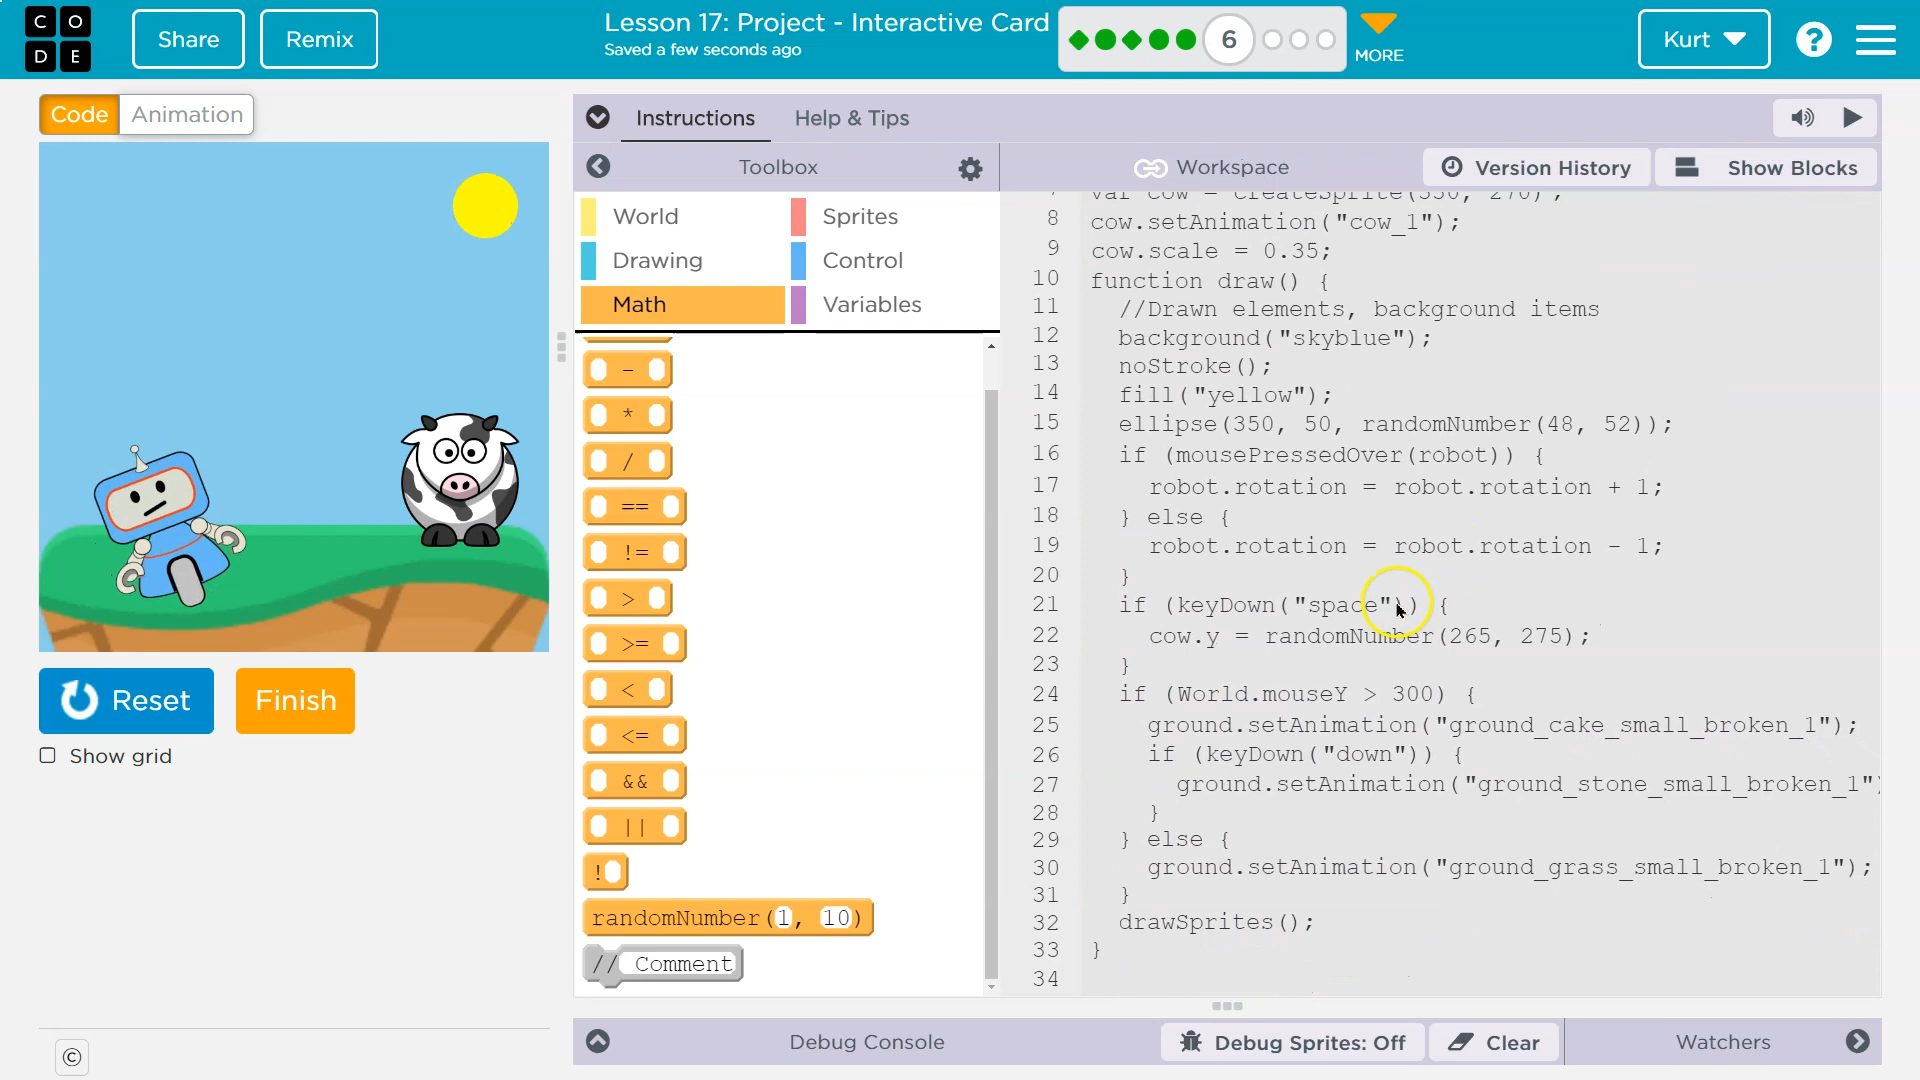 C O
D E
Share
Remix
Lesson 17: Project - Interactive Card
Saved a few seconds ago
6
MORE
Kurt
?
Code
Animation
Instructions
Help & Tips
Toolbox
Workspace
Version History
Show Blocks
World
Sprites
Drawing
Control
Math
Variables
-
*
/
==
!=
>
>=
<
<=
&&
||
!
randomNumber(1, 10)
// Comment
7 var cow = createSprite(350, 270);
8 cow.setAnimation("cow_1");
9 cow.scale = 0.35;
10 function draw() {
11 //Drawn elements, background items
12 background("skyblue");
13 noStroke();
14 fill("yellow");
15 ellipse(350, 50, randomNumber(48, 52));
16 if (mousePressedOver(robot)) {
17 robot.rotation = robot.rotation + 1;
18 } else {
19 robot.rotation = robot.rotation - 1;
20 }
21 if (keyDown("space")) {
22 cow.y = randomNumber(265, 275);
23 }
24 if (World.mouseY > 300) {
25 ground.setAnimation("ground_cake_small_broken_1");
26 if (keyDown("down")) {
27 ground.setAnimation("ground_stone_small_broken_1")
28 }
29 } else {
30 ground.setAnimation("ground_grass_small_broken_1");
31 }
32 drawSprites();
33 }
34
Reset
Finish
Show grid
©
Debug Console
Debug Sprites: Off
Clear
Watchers